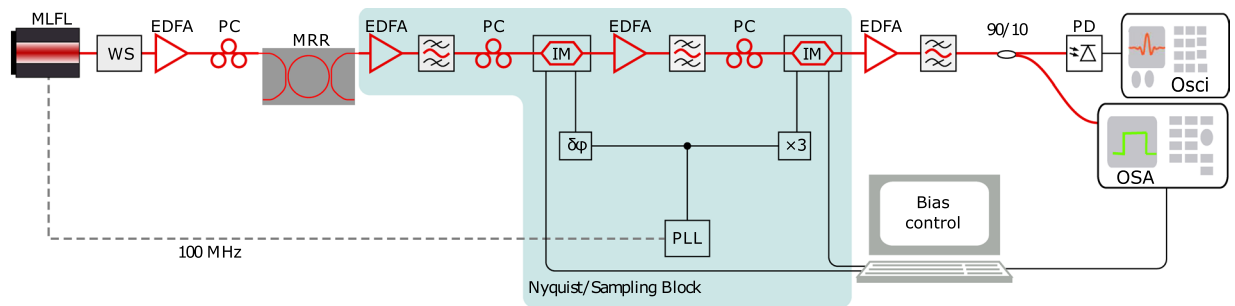 MLFL
WS
EDFA
PC
MRR
EDFA
PC
IM
EDFA
PC
IM
EDFA
90/10
PD
Osci
OSA
δφ
×3
PLL
Bias
control
100 MHz
Nyquist/Sampling Block